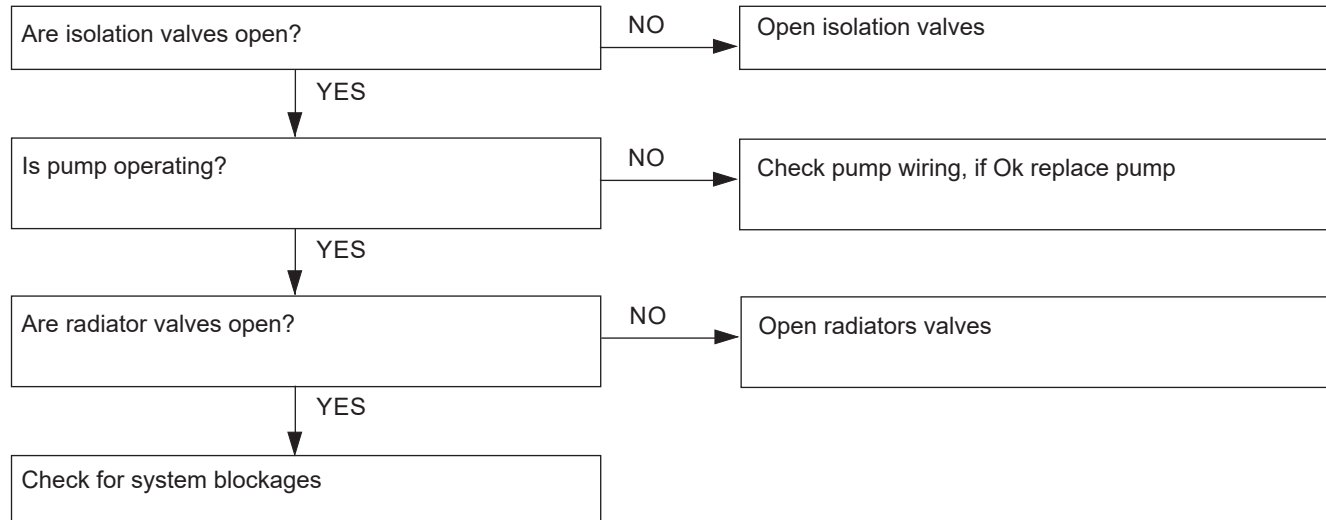 Are isolation valves open?
NO
Open isolation valves
YES
Is pump operating?
NO
Check pump wiring, if Ok replace pump
YES
Are radiator valves open?
NO
Open radiators valves
YES
Check for system blockages